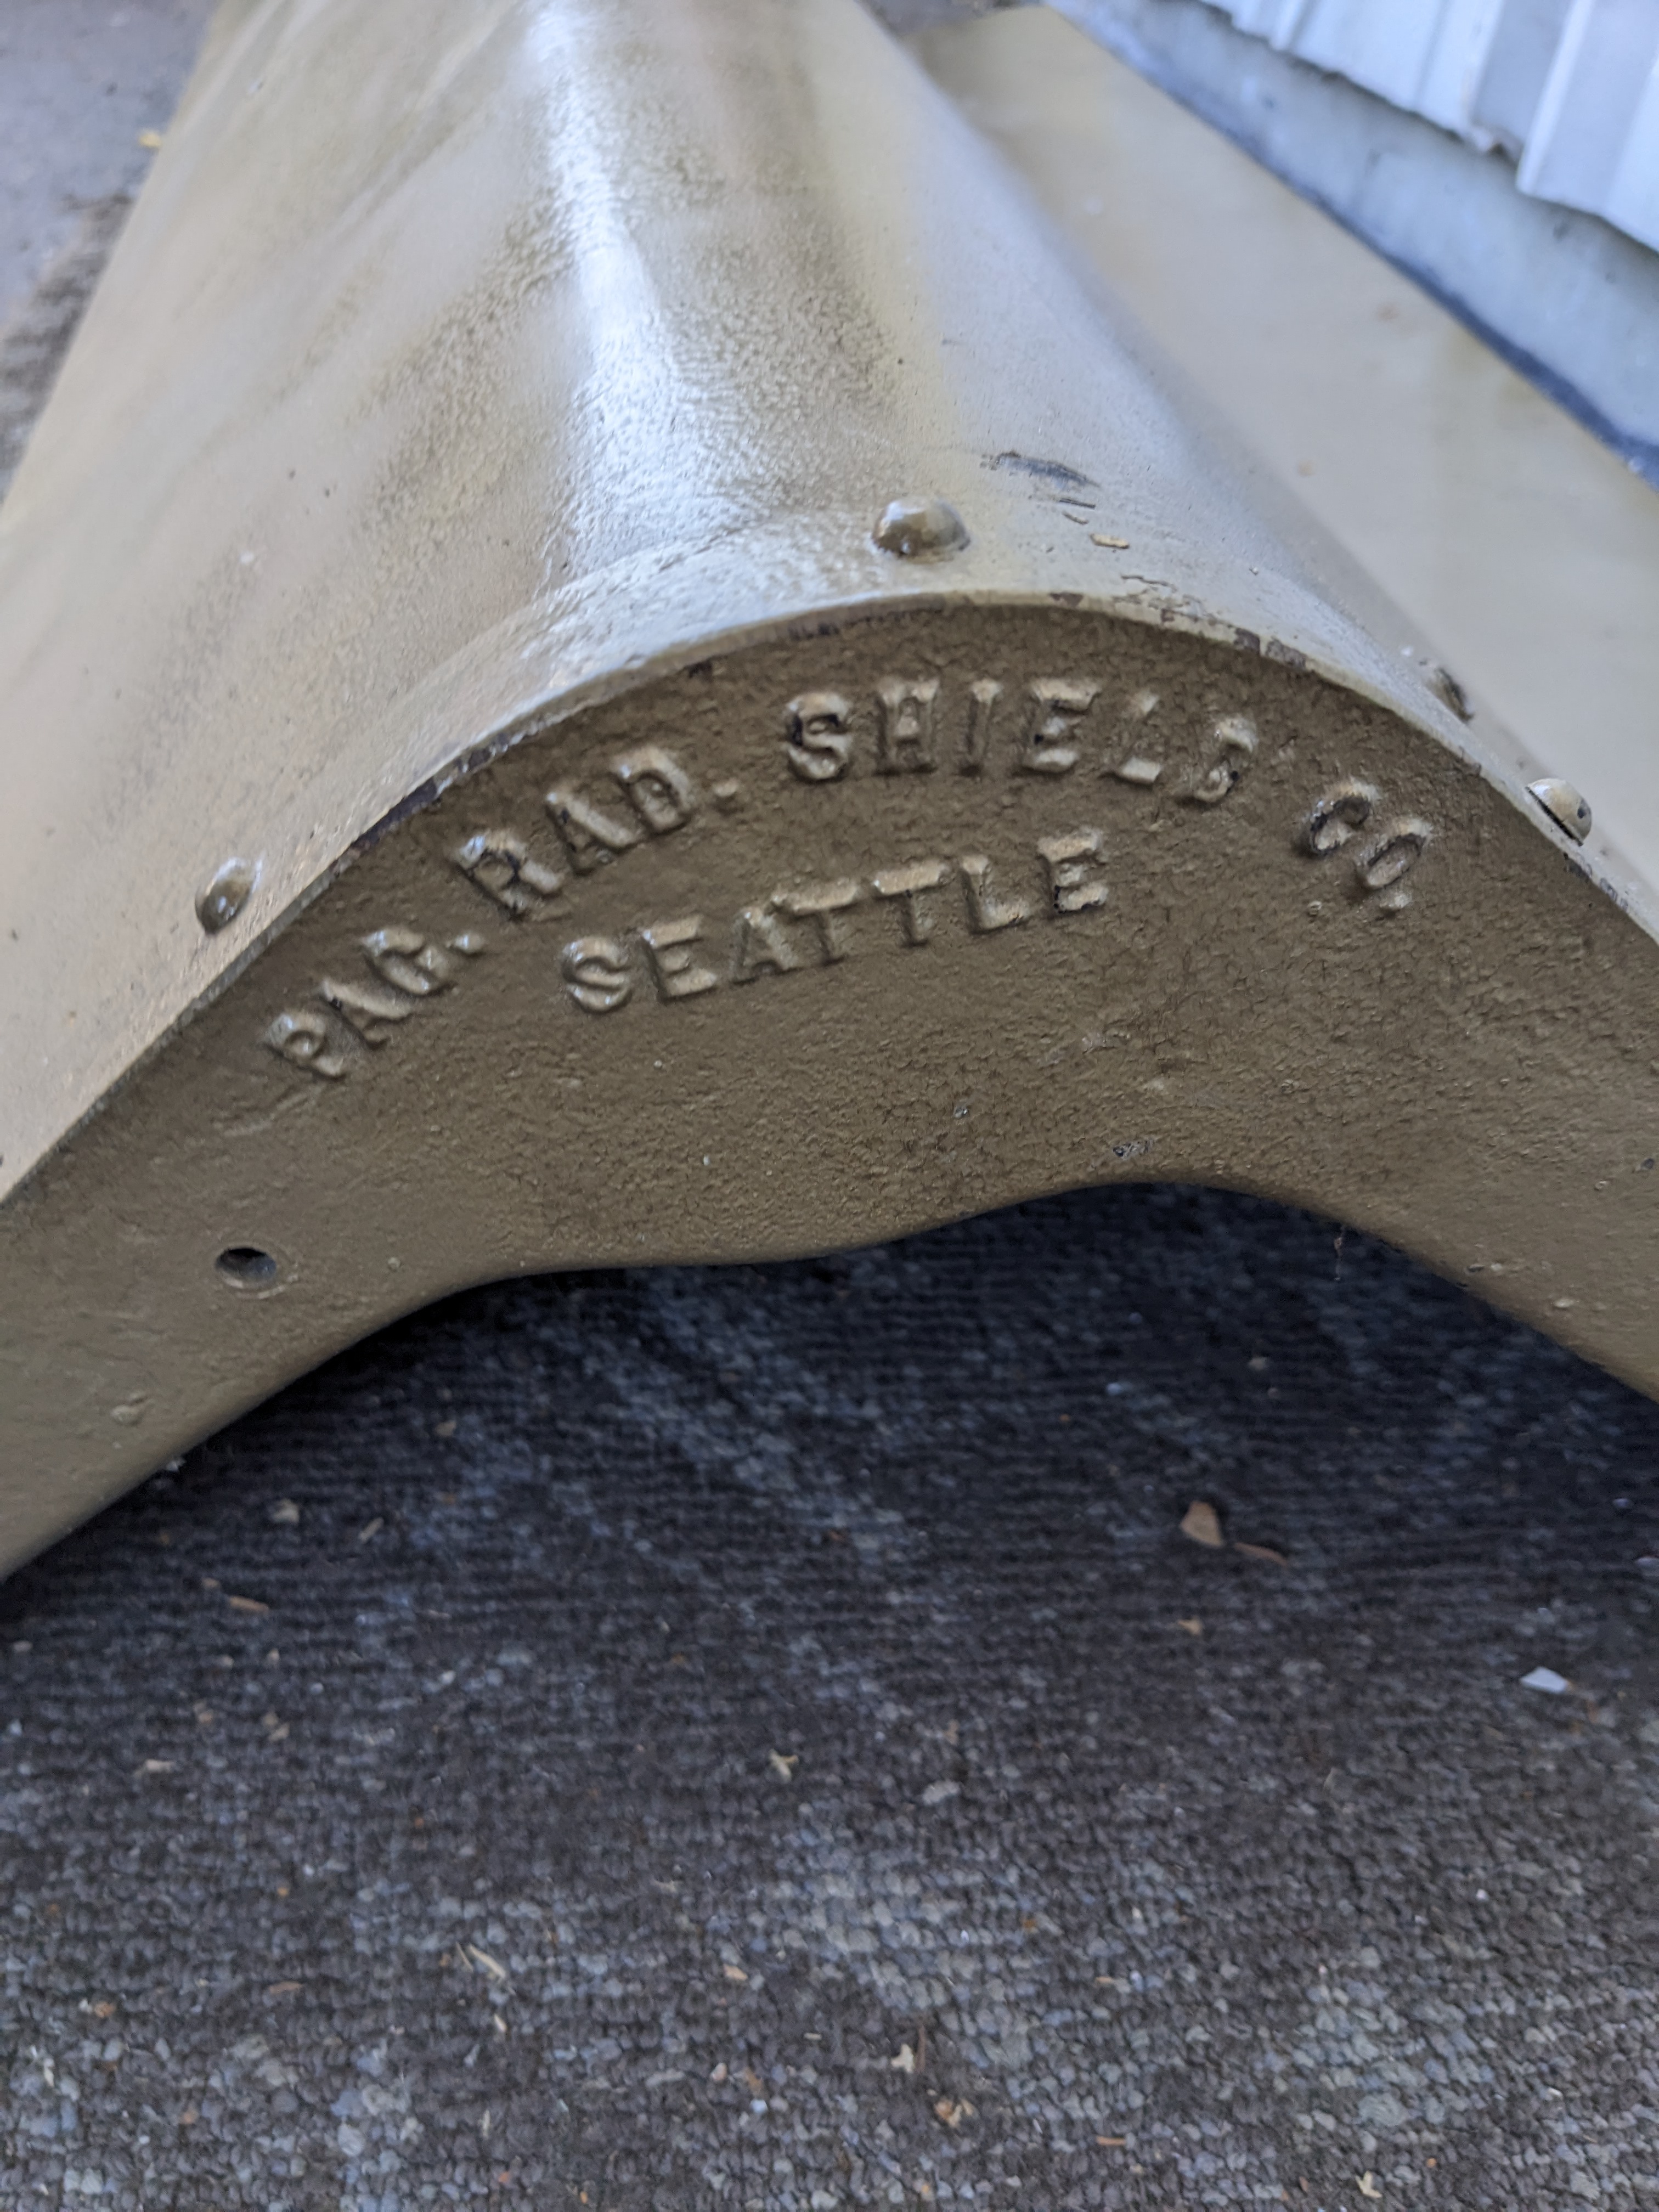 PAC. RAD. SHIELD CO.
SEATTLE